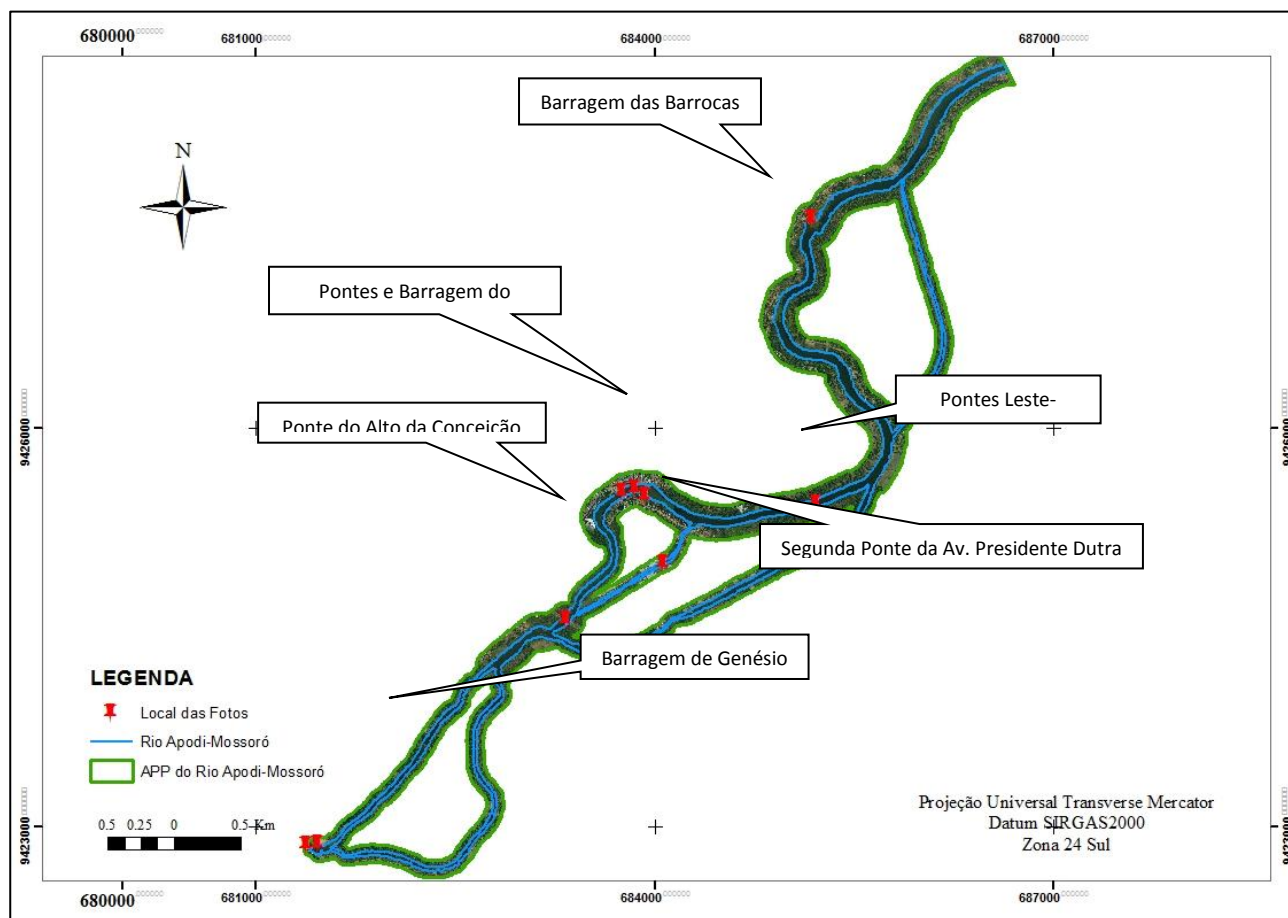 680000
681000
684000
687000
Barragem das Barrocas
N
Pontes e Barragem do
Pontes Leste-
Ponte do Alto da Conceição
9426000
9426000
Segunda Ponte da Av. Presidente Dutra
Barragem de Genésio
LEGENDA
Local das Fotos
Rio Apodi-Mossoró
APP do Rio Apodi-Mossoró
0.5 0.25 0 0.5 Km
Projeção Universal Transverse Mercator
Datum SIRGAS2000
Zona 24 Sul
9423000
9423000
680000
681000
684000
687000